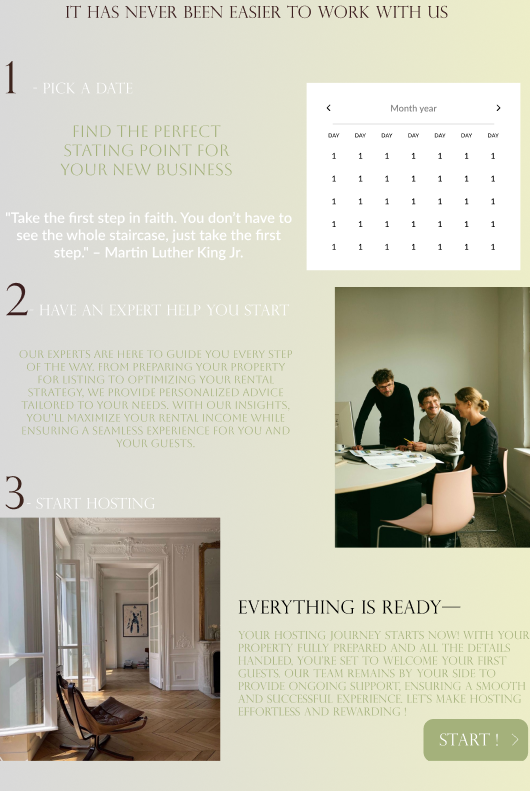 IT HAS NEVER BEEN EASIER TO WORK WITH US
1 - PICK A DATE
FIND THE PERFECT
STATING POINT FOR
YOUR NEW BUSINESS
"Take the first step in faith. You don't have to
see the whole staircase, just take the first
step." – Martin Luther King Jr.
Month year
DAY DAY DAY DAY DAY DAY DAY
1 1 1 1 1 1 1
1 1 1 1 1 1 1
1 1 1 1 1 1 1
1 1 1 1 1 1 1
1 1 1 1 1 1 1
2 - HAVE AN EXPERT HELP YOU START
OUR EXPERTS ARE HERE TO GUIDE YOU EVERY STEP
OF THE WAY. FROM PREPARING YOUR PROPERTY
FOR LISTING TO OPTIMIZING YOUR RENTAL
STRATEGY, WE PROVIDE PERSONALIZED ADVICE
TAILORED TO YOUR NEEDS. WITH OUR INSIGHTS,
YOU'LL MAXIMIZE YOUR RENTAL INCOME WHILE
ENSURING A SEAMLESS EXPERIENCE FOR YOU AND
YOUR GUESTS.
3 - START HOSTING
EVERYTHING IS READY—
YOUR HOSTING JOURNEY STARTS NOW! WITH YOUR
PROPERTY FULLY PREPARED AND ALL THE DETAILS
HANDLED, YOU'RE SET TO WELCOME YOUR FIRST
GUESTS. OUR TEAM REMAINS BY YOUR SIDE TO
PROVIDE ONGOING SUPPORT, ENSURING A SMOOTH
AND SUCCESSFUL EXPERIENCE. LET'S MAKE HOSTING
EFFORTLESS AND REWARDING !
START !